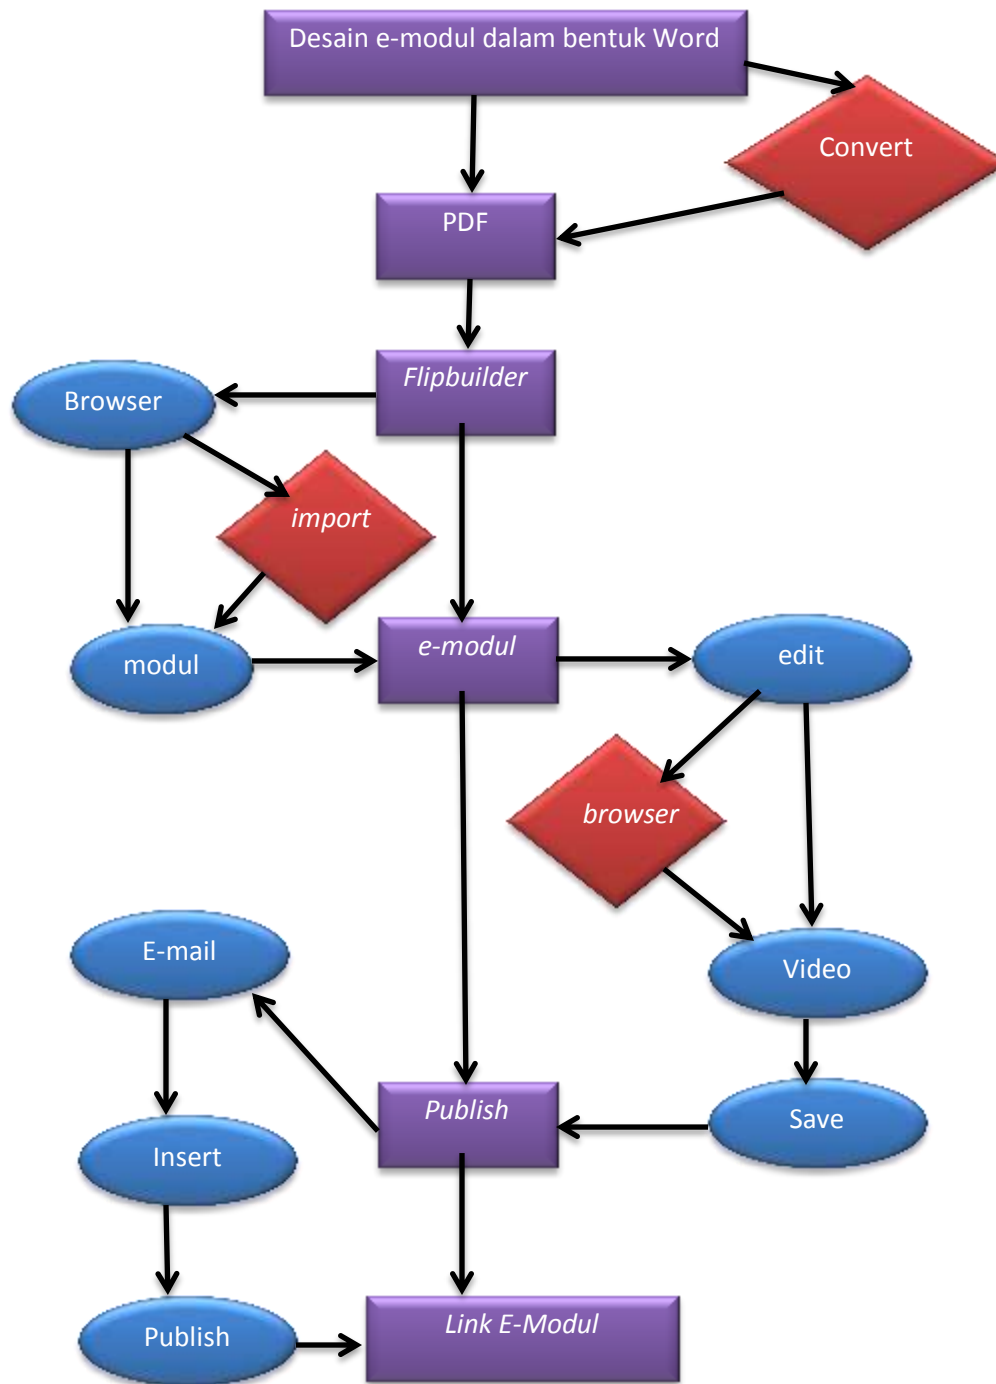 Desain e-modul dalam bentuk Word
Convert
PDF
Flipbuilder
Browser
import
e-modul
modul
edit
browser
E-mail
Video
Publish
Save
Insert
Link E-Modul
Publish